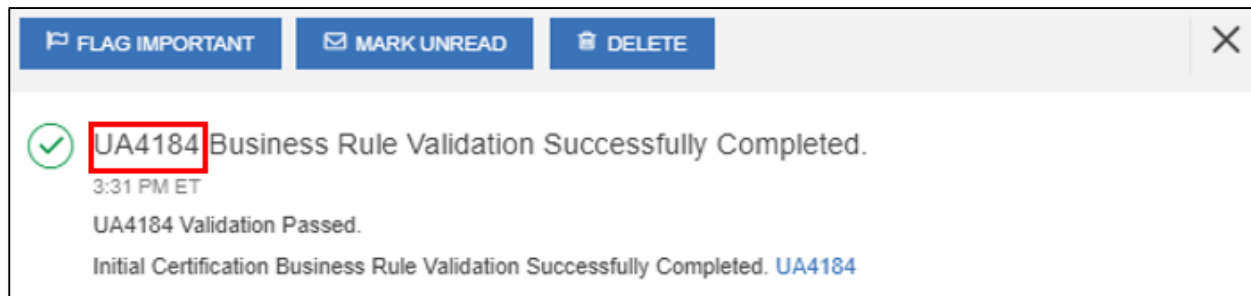 FLAG IMPORTANT MARK UNREAD DELETE
UA4184 Business Rule Validation Successfully Completed.
3:31 PM ET
UA4184 Validation Passed.
Initial Certification Business Rule Validation Successfully Completed. UA4184